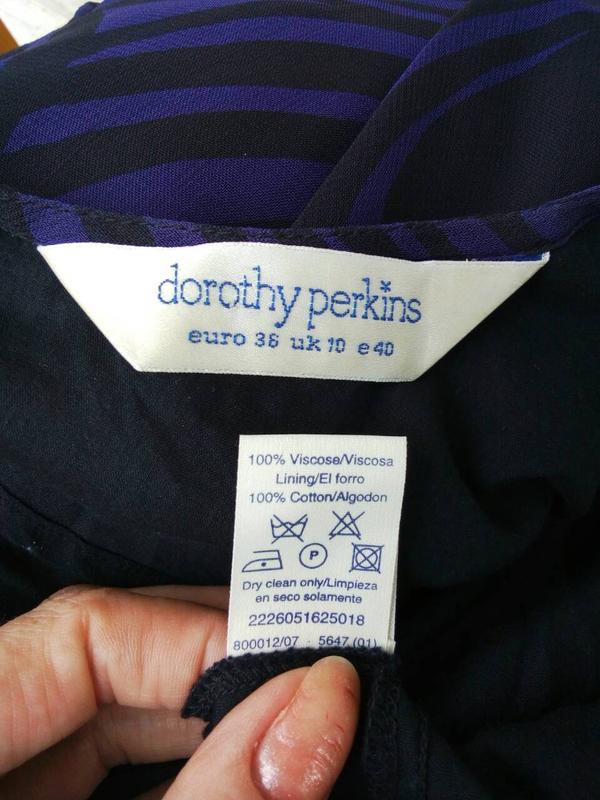 dorothy perkins
euro 38 uk 10 e 40
100% Viscose/Viscosa
Lining/El forro
100% Cotton/Algodon
P
Dry clean only/Limpieza
en seco solamente
2226051625018
800012/07 · 5647 (01)